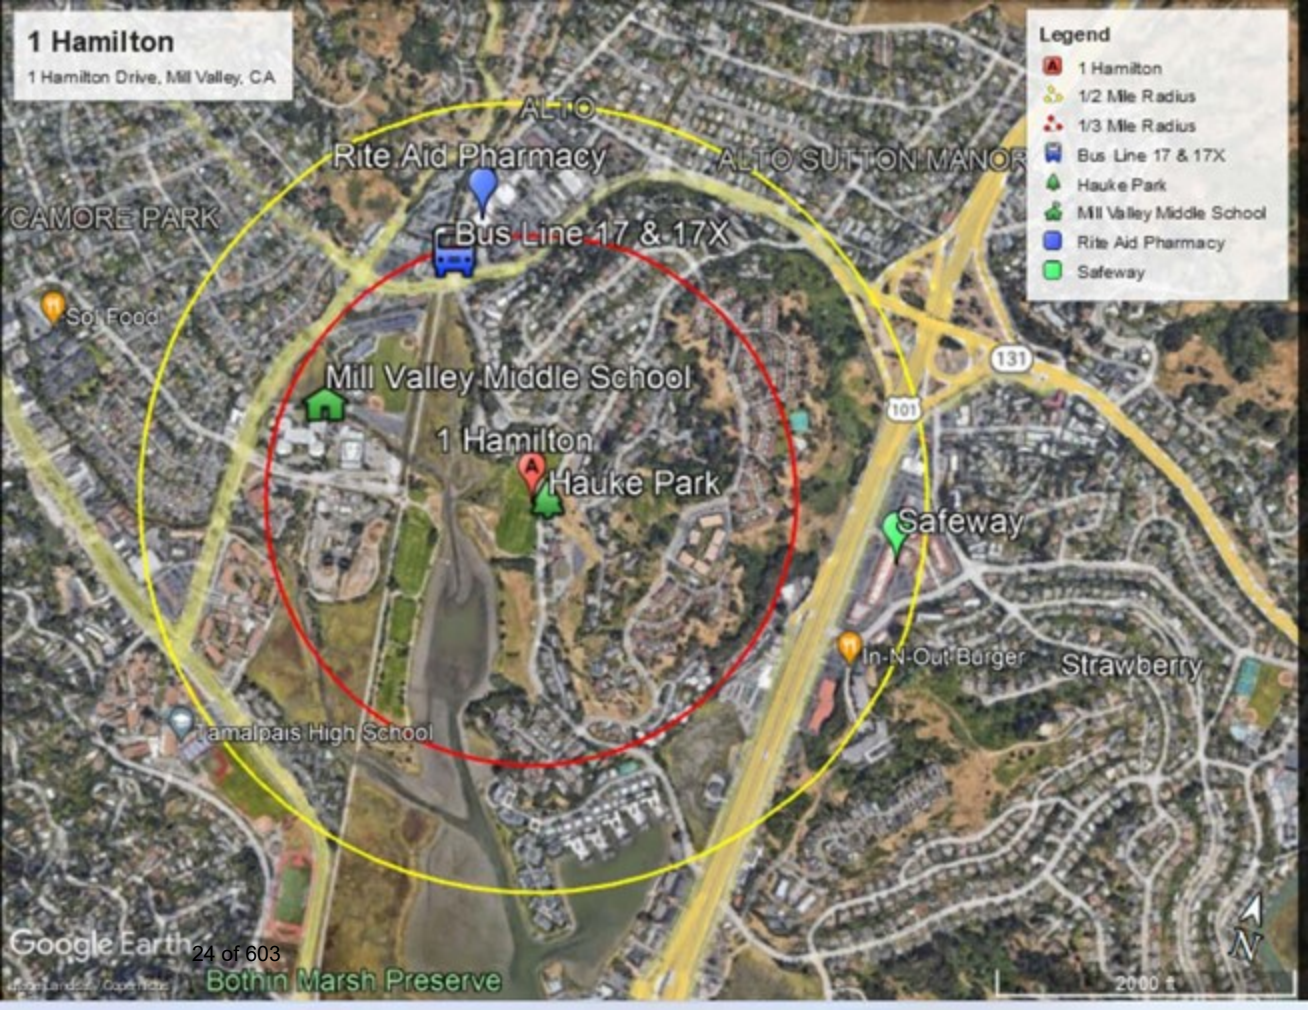 1 Hamilton
1 Hamilton Drive, Mill Valley, CA
Legend
1 Hamilton
1/2 Mile Radius
1/3 Mile Radius
Bus Line 17 & 17X
Hauke Park
Mill Valley Middle School
Rite Aid Pharmacy
Safeway
ALTO
Rite Aid Pharmacy
ALTO SUTTON MANOR
YCAMORE PARK
Bus Line 17 & 17X
Sol Food
131
Mill Valley Middle School
101
1 Hamilton
A
Hauke Park
Safeway
In-N-Out Burger
Strawberry
Tamalpais High School
Google Earth
24 of 603
N
Bothin Marsh Preserve
2000 ft